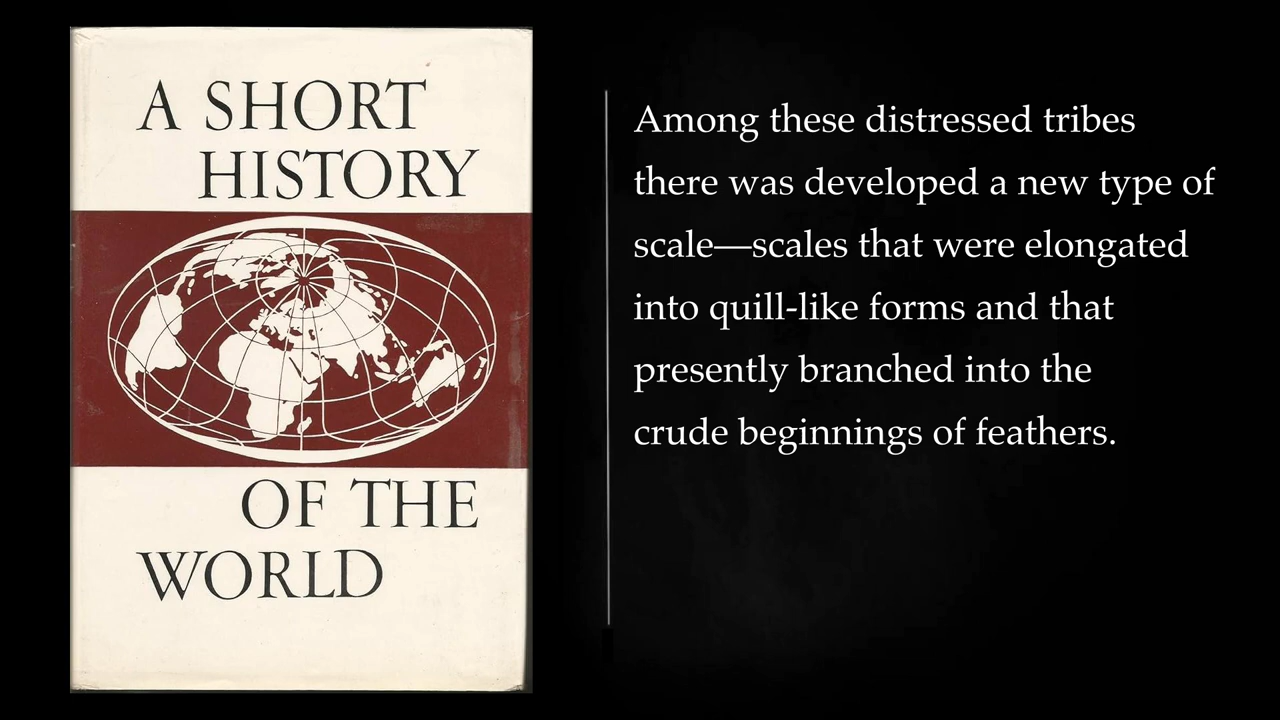 A SHORT
HISTORY
OF THE
WORLD
Among these distressed tribes
there was developed a new type of
scale—scales that were elongated
into quill-like forms and that
presently branched into the
crude beginnings of feathers.